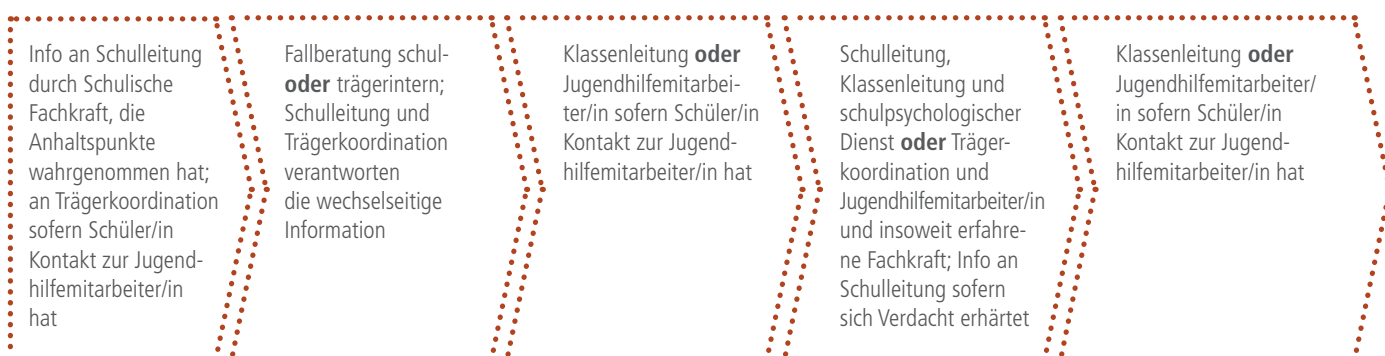 Info an Schulleitung
durch Schulische
Fachkraft, die
Anhaltspunkte
wahrgenommen hat;
an Trägerkoordination
sofern Schüler/in
Kontakt zur Jugend-
hilfemitarbeiter/in
hat
Fallberatung schul-
oder trägerintern;
Schulleitung und
Trägerkoordination
verantworten
die wechselseitige
Information
Klassenleitung oder
Jugendhilfemitarbei-
ter/in sofern Schüler/in
Kontakt zur Jugend-
hilfemitarbeiter/in hat
Schulleitung,
Klassenleitung und
schulpsychologischer
Dienst oder Träger-
koordination und
Jugendhilfemitarbeiter/in
und insoweit erfahre-
ne Fachkraft; Info an
Schulleitung sofern
sich Verdacht erhärtet
Klassenleitung oder
Jugendhilfemitarbeiter/
in sofern Schüler/in
Kontakt zur Jugend-
hilfemitarbeiter/in hat